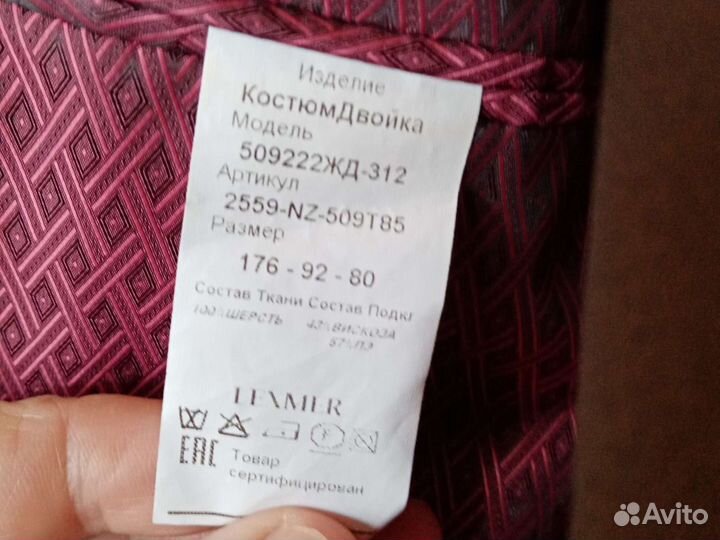 Изделие
КостюмДвойка
Модель
509222ЖД-312
Артикул
2559-NZ-509T85
Размер
176 - 92 - 80
Состав Ткани Состав Подкл
100%ШЕРСТЬ 43%ВИСКОЗА
57%ПЭ
LEXMER
EAC Товар
сертифицирован
Avito